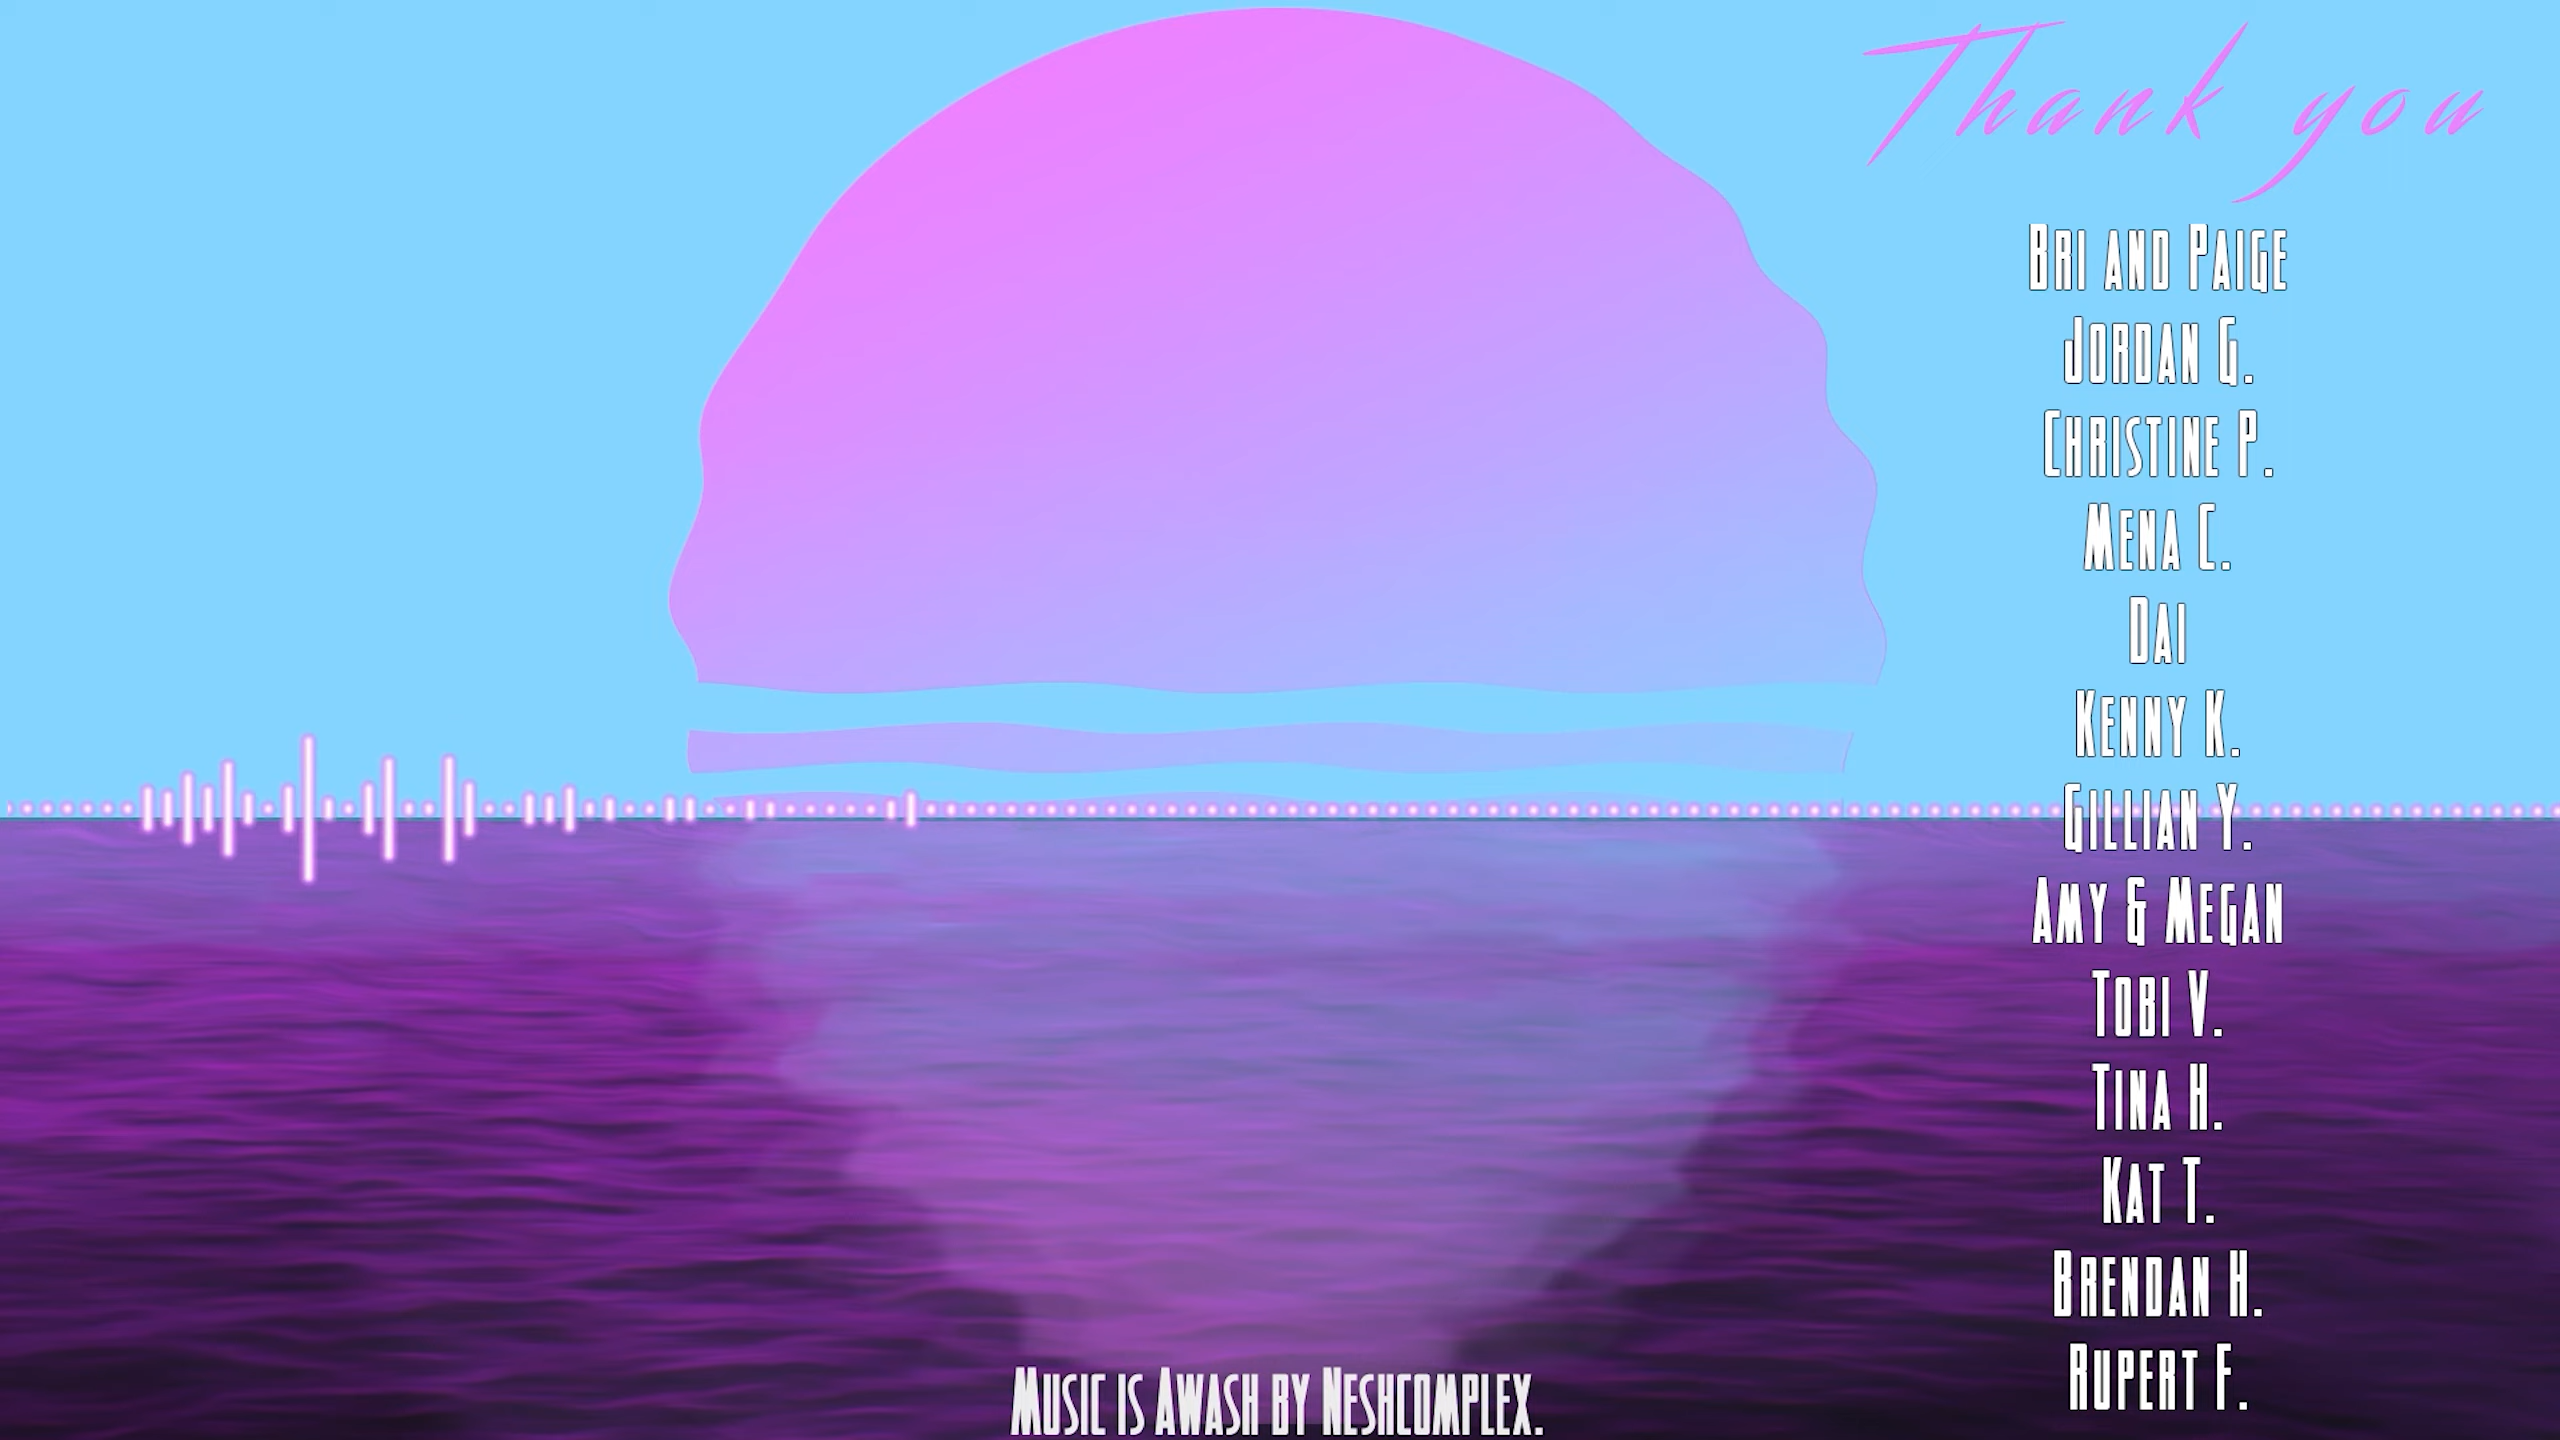 Thank you
Bri and Paige
Jordan G.
Christine P.
Mena C.
Dai
Kenny K.
Gillian Y.
Amy & Megan
Tobi V.
Tina H.
Kat T.
Brendan H.
Rupert F.
Music is Awash by Neshcomplex.